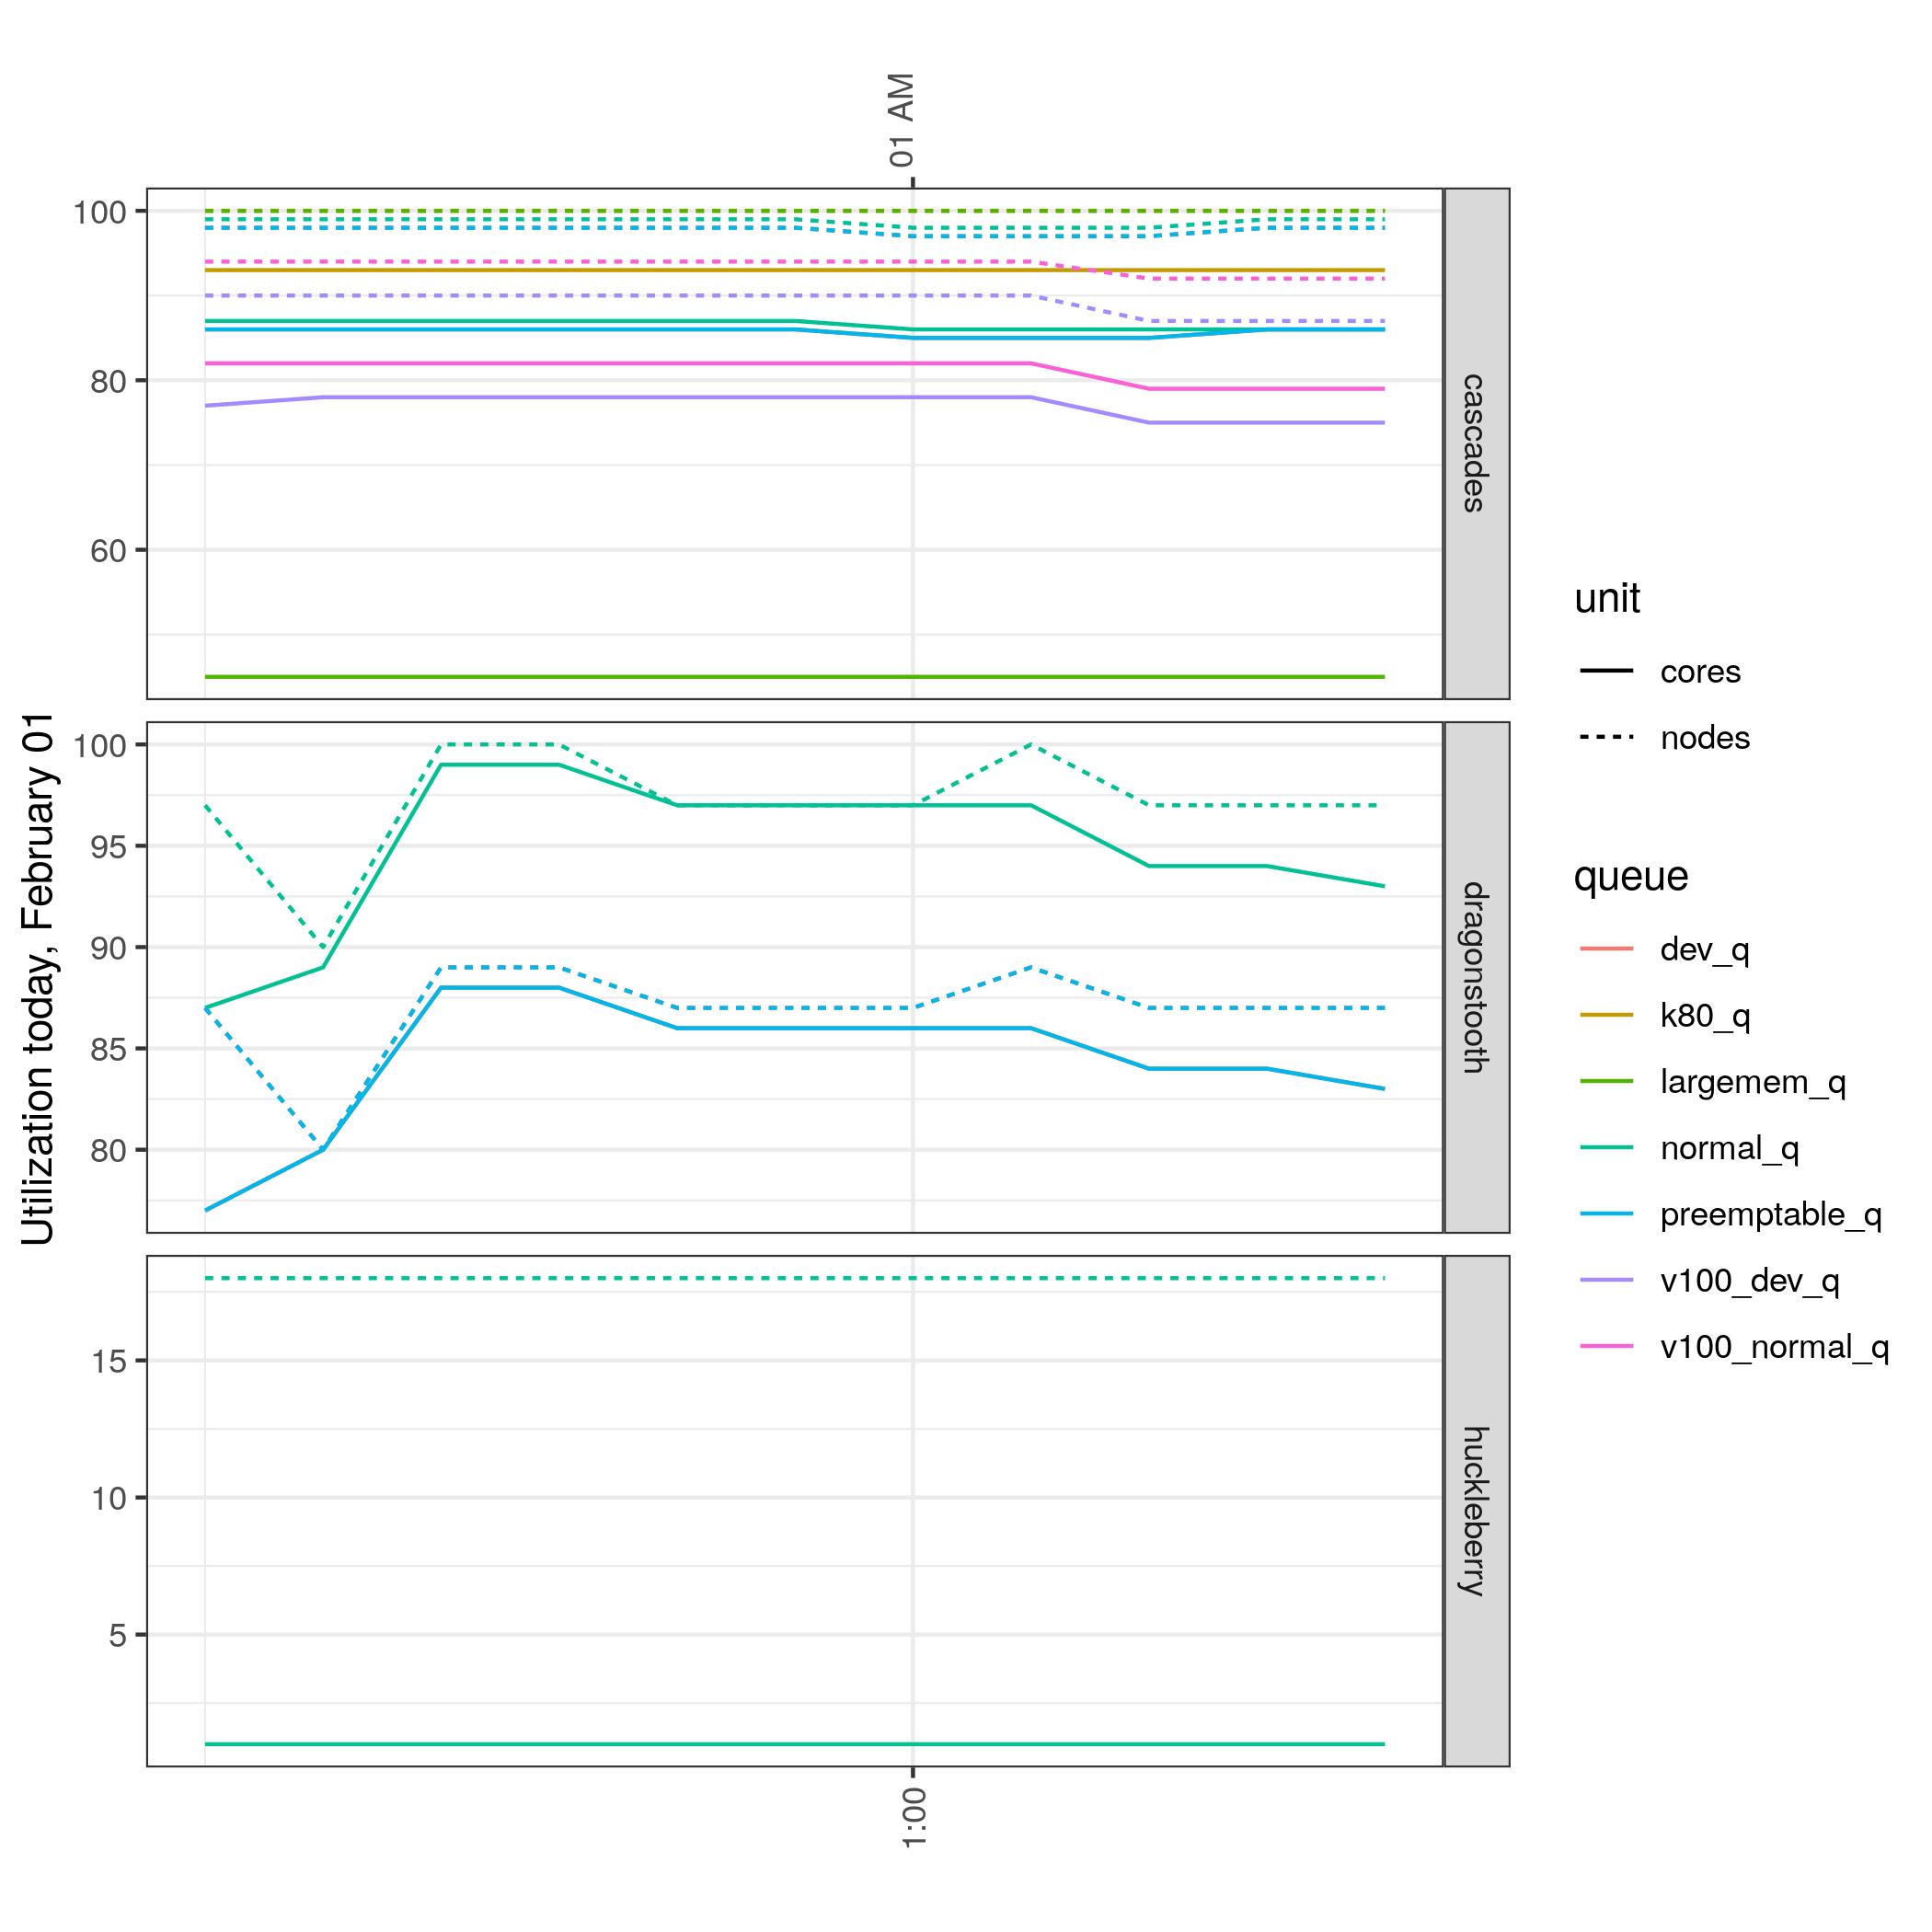 01 AM
Utilization today, February 01
100
80
60
cascades
100
95
90
85
80
dragonstooth
15
10
5
huckleberry
1:00
unit
cores
nodes
queue
dev_q
k80_q
largemem_q
normal_q
preemptable_q
v100_dev_q
v100_normal_q